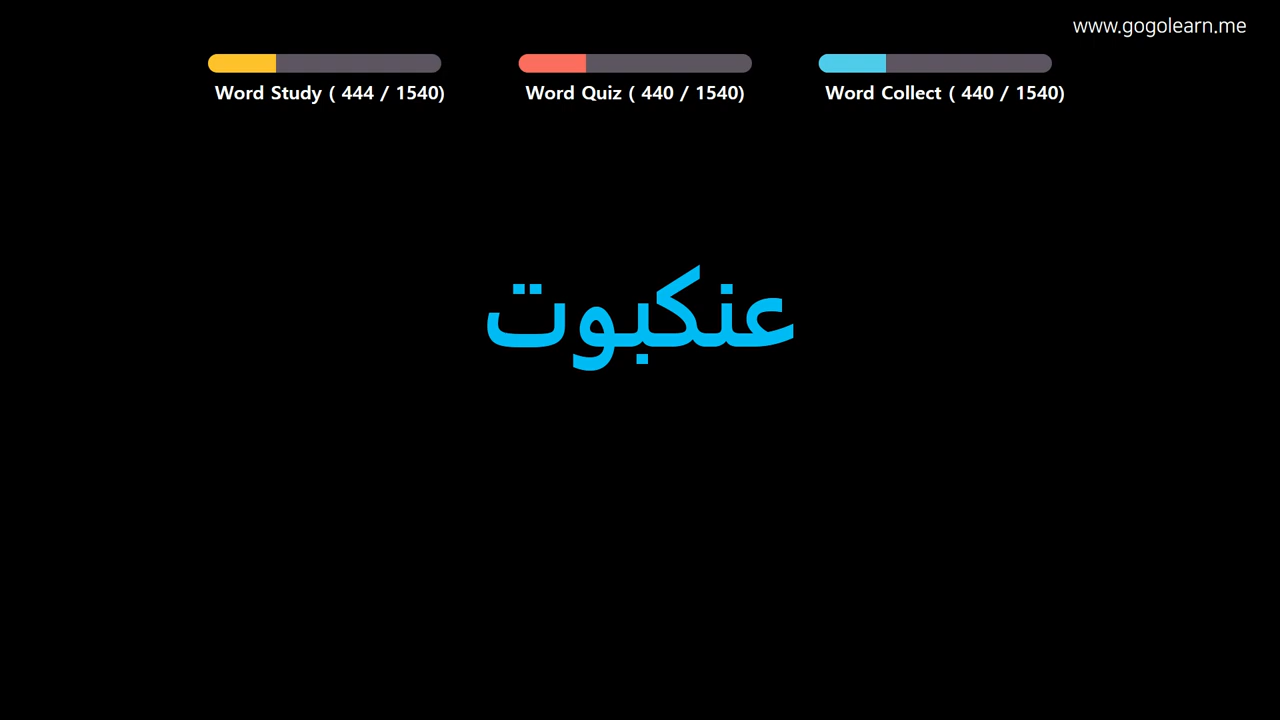 www.gogolearn.me
Word Study ( 444 / 1540)
Word Quiz ( 440 / 1540)
Word Collect ( 440 / 1540)
عنكبوت